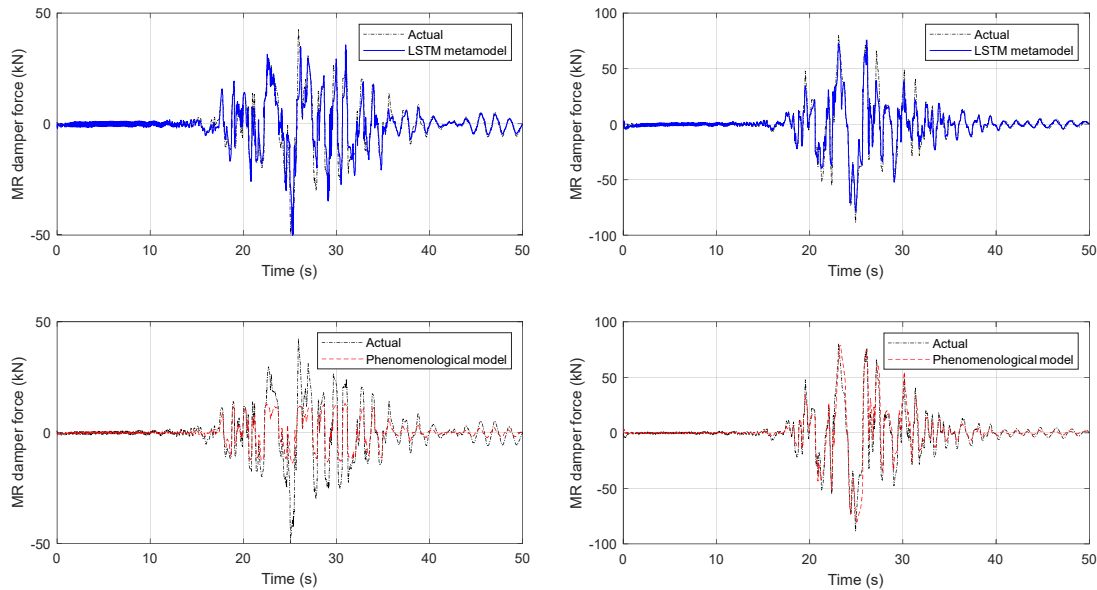 50
Actual
LSTM metamodel
MR damper force (kN)
0
-50
0 10 20 30 40 50
Time (s)
100
Actual
LSTM metamodel
50
MR damper force (kN)
0
-50
-100
0 10 20 30 40 50
Time (s)
50
Actual
Phenomenological model
MR damper force (kN)
0
-50
0 10 20 30 40 50
Time (s)
100
Actual
Phenomenological model
50
MR damper force (kN)
0
-50
-100
0 10 20 30 40 50
Time (s)